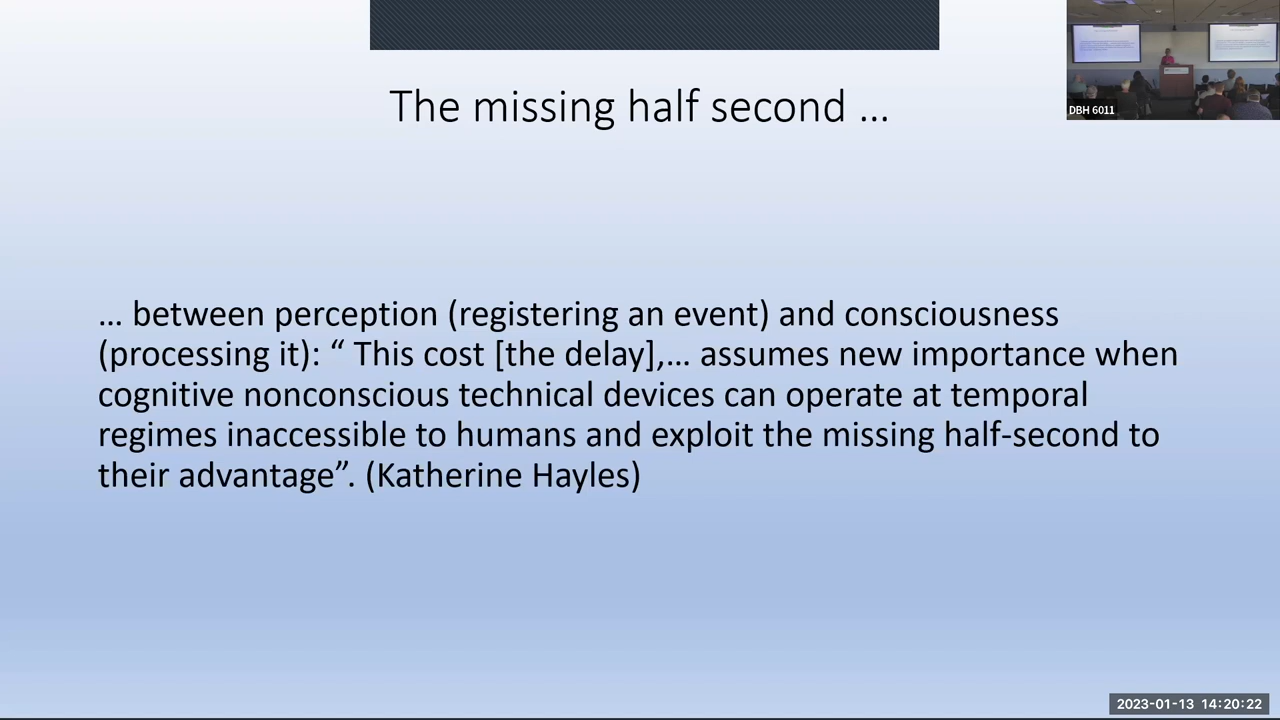 The missing half second ...
... between perception (registering an event) and consciousness
(processing it): “ This cost [the delay],... assumes new importance when
cognitive nonconscious technical devices can operate at temporal
regimes inaccessible to humans and exploit the missing half-second to
their advantage”. (Katherine Hayles)
DBH 6011
2023-01-13 14:20:22